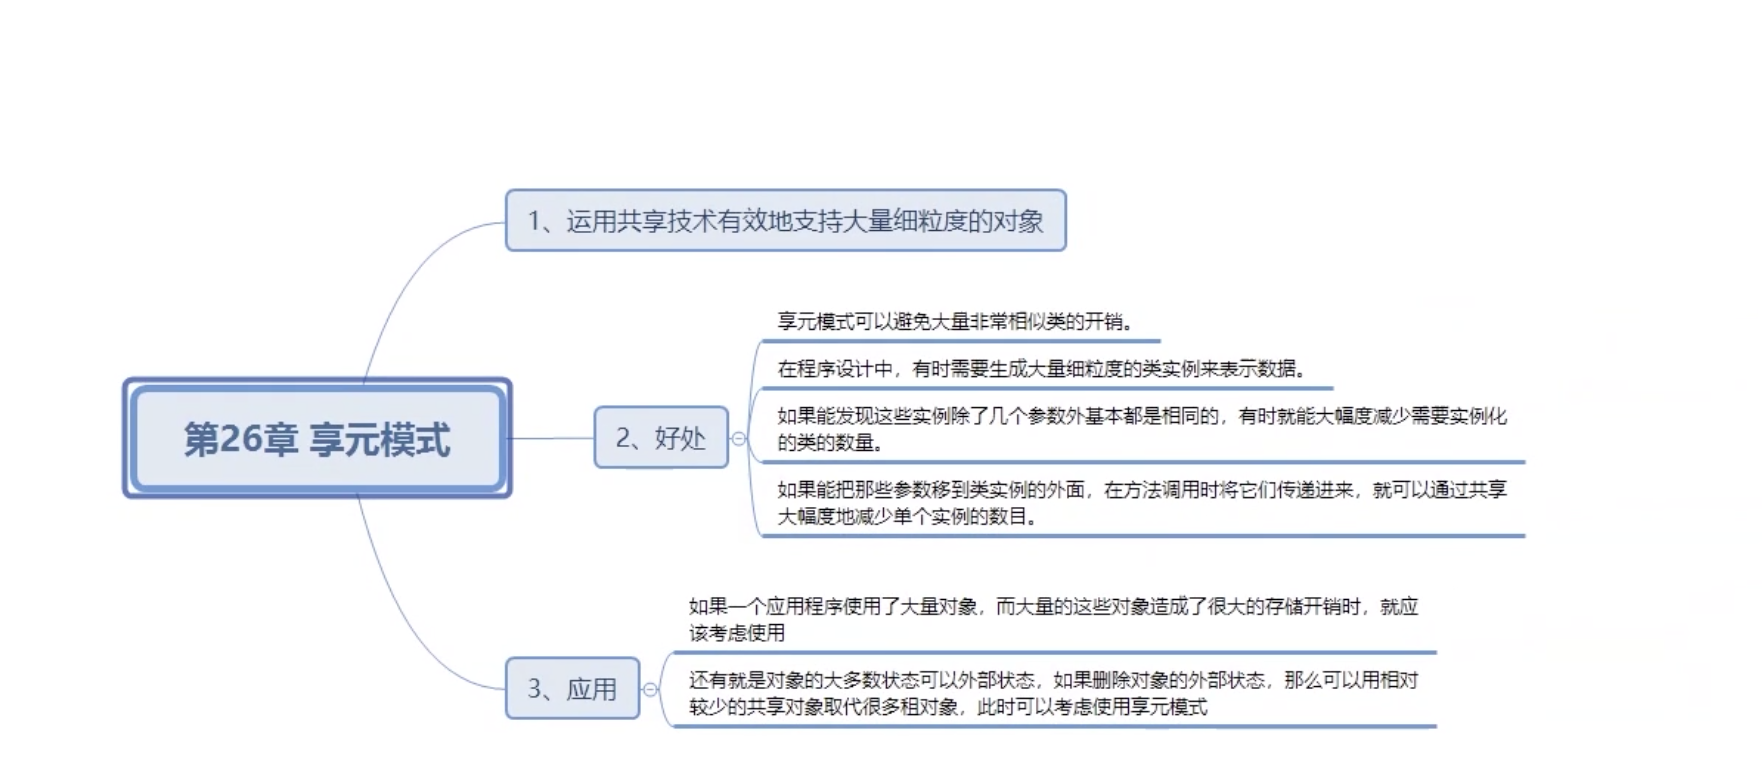 1、运用共享技术有效地支持大量细粒度的对象
第26章 享元模式
2、好处
享元模式可以避免大量非常相似类的开销。
在程序设计中，有时需要生成大量细粒度的类实例来表示数据。
如果能发现这些实例除了几个参数外基本都是相同的，有时就能大幅度减少需要实例化
的类的数量。
如果能把那些参数移到类实例的外面，在方法调用时将它们传递进来，就可以通过共享
大幅度地减少单个实例的数目。
3、应用
如果一个应用程序使用了大量对象，而大量的这些对象造成了很大的存储开销时，就应
该考虑使用
还有就是对象的大多数状态可以外部状态，如果删除对象的外部状态，那么可以用相对
较少的共享对象取代很多租对象，此时可以考虑使用享元模式